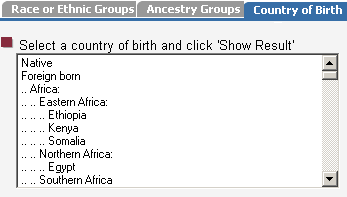 Race or Ethnic Groups Ancestry Groups Country of Birth
Select a country of birth and click 'Show Result'
Native
Foreign born
.. Africa:
.. .. Eastern Africa:
.. .. .. Ethiopia
.. .. .. Kenya
.. .. .. Somalia
.. .. Northern Africa:
.. .. .. Egypt
.. .. Southern Africa